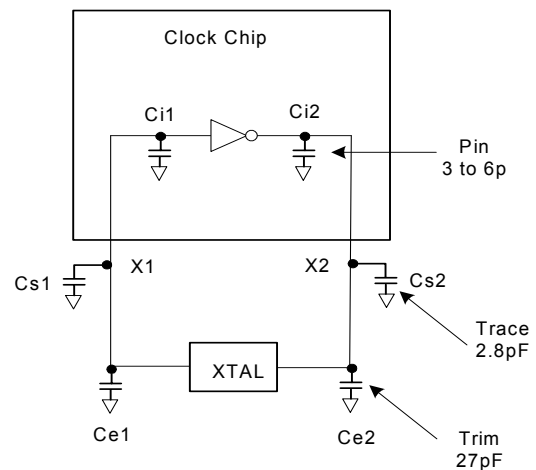 Clock Chip
Ci1
Ci2
Pin
3 to 6p
X1
X2
Cs1
Cs2
Trace
2.8pF
XTAL
Ce1
Ce2
Trim
27pF